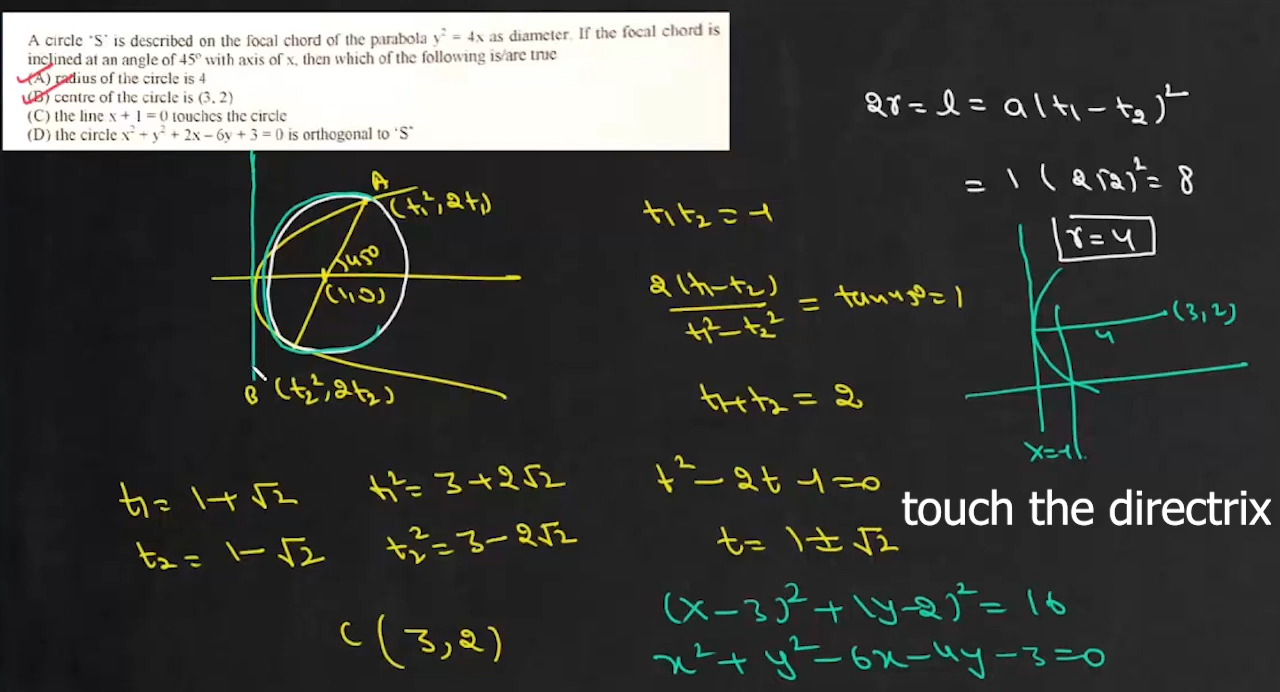 A circle 'S' is described on the focal chord of the parabola y² = 4x as diameter. If the focal chord is
inclined at an angle of 45º with axis of x, then which of the following is/are true
(A) radius of the circle is 4
(B) centre of the circle is (3, 2)
(C) the line x + 1 = 0 touches the circle
(D) the circle x² + y² + 2x – 6y + 3 = 0 is orthogonal to 'S'
2r = l = a(t₁ - t₂)²
= 1 (2√2)² = 8
r = 4
A
(t₁², 2t₁)
45º
(1, 0)
B (t₂², 2t₂)
t₁t₂ = -1
2(t₁-t₂)/t₁²-t₂² = tan45º = 1
t₁+t₂ = 2
(3, 2)
4
x=-1
t₁ = 1+√2 t₁² = 3+2√2
t₂ = 1-√2 t₂² = 3-2√2
t² - 2t - 1 = 0
t = 1±√2
touch the directrix
C (3, 2)
(x-3)² + (y-2)² = 16
x² + y² - 6x - 4y - 3 = 0